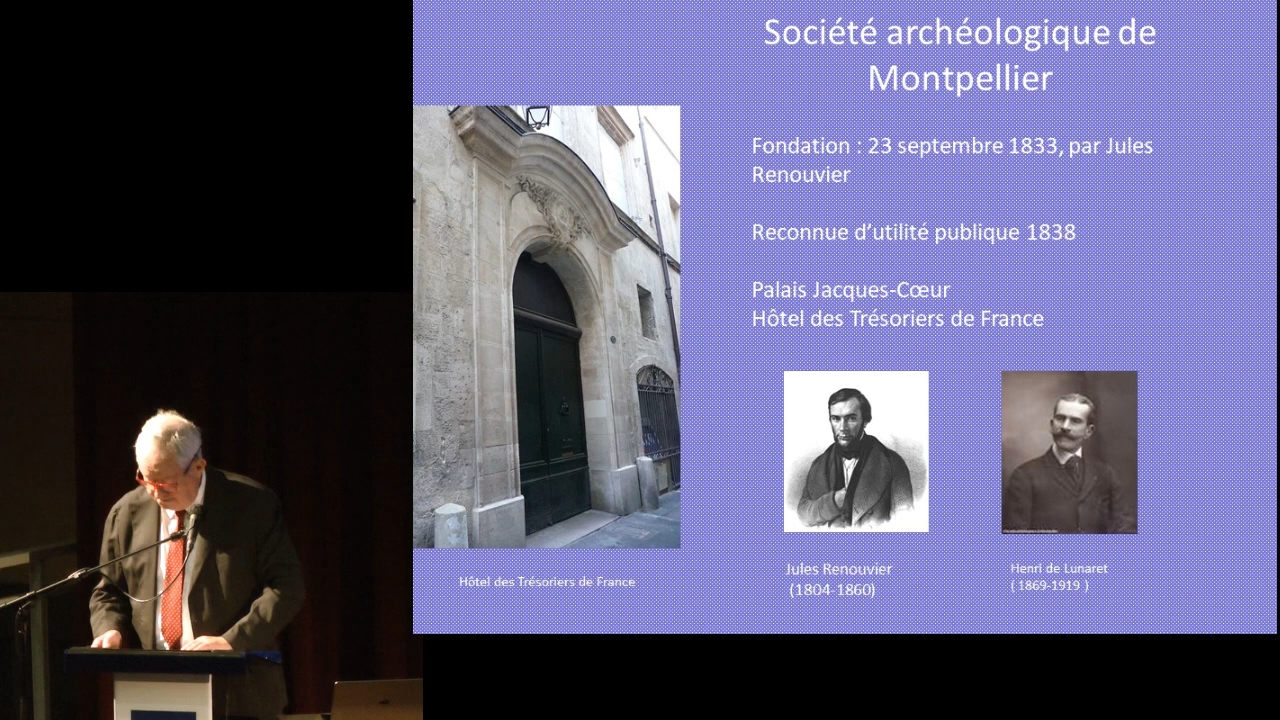 Société archéologique de
Montpellier
Fondation : 23 septembre 1833, par Jules
Renouvier
Reconnue d’utilité publique 1838
Palais Jacques-Cœur
Hôtel des Trésoriers de France
Hôtel des Trésoriers de France
Jules Renouvier
(1804-1860)
Henri de Lunaret
( 1869-1919 )